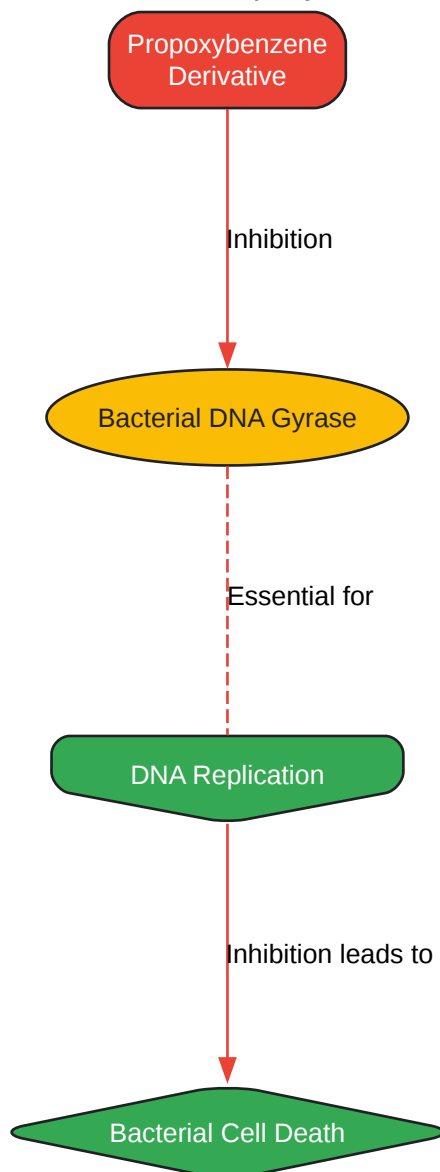 Propoxybenzene
Derivative
Inhibition
Bacterial DNA Gyrase
Essential for
DNA Replication
Inhibition leads to
Bacterial Cell Death